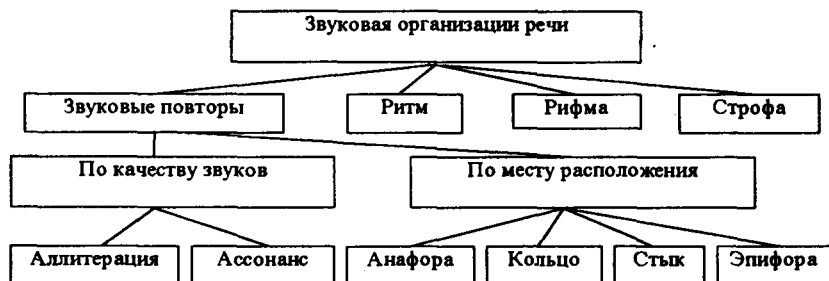 Звуковая организации речи
Звуковые повторы
Ритм
Рифма
Строфа
По качеству звуков
По месту расположения
Аллитерация
Ассонанс
Анафора
Кольцо
Стык
Эпифора